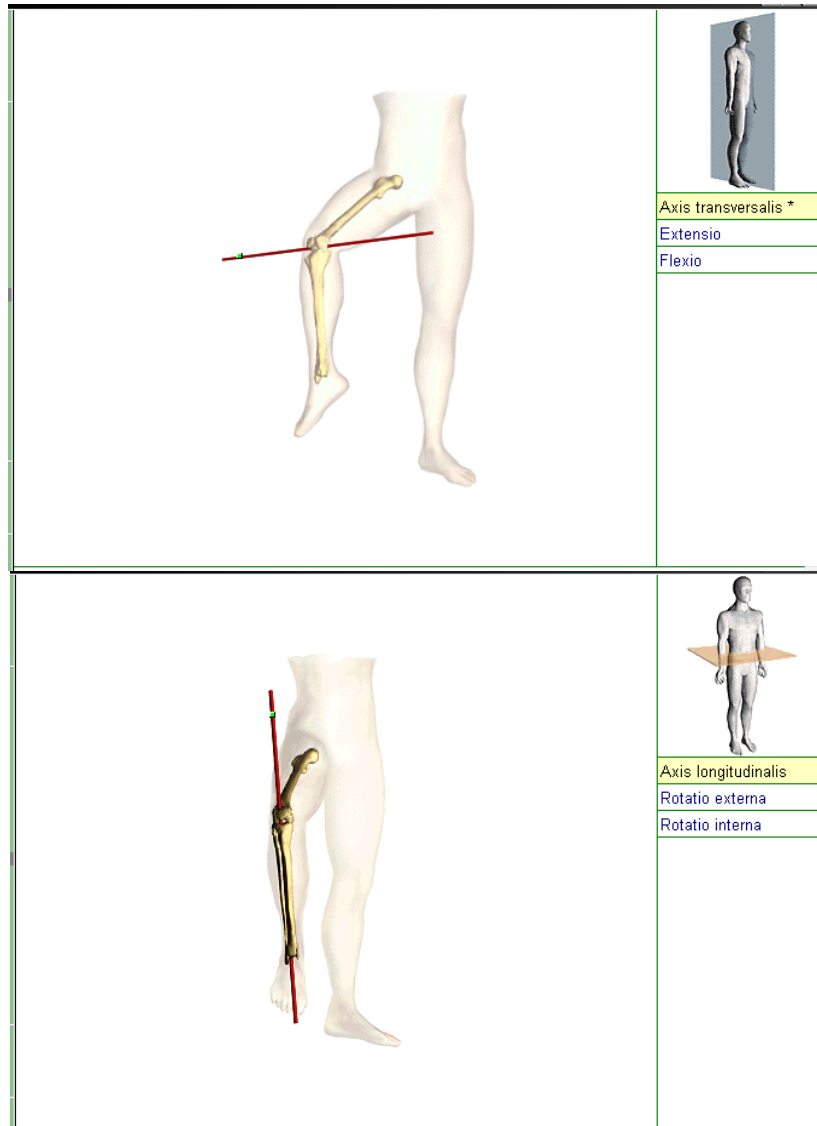 Axis transversalis *
Extensio
Flexio
Axis longitudinalis
Rotatio externa
Rotatio interna